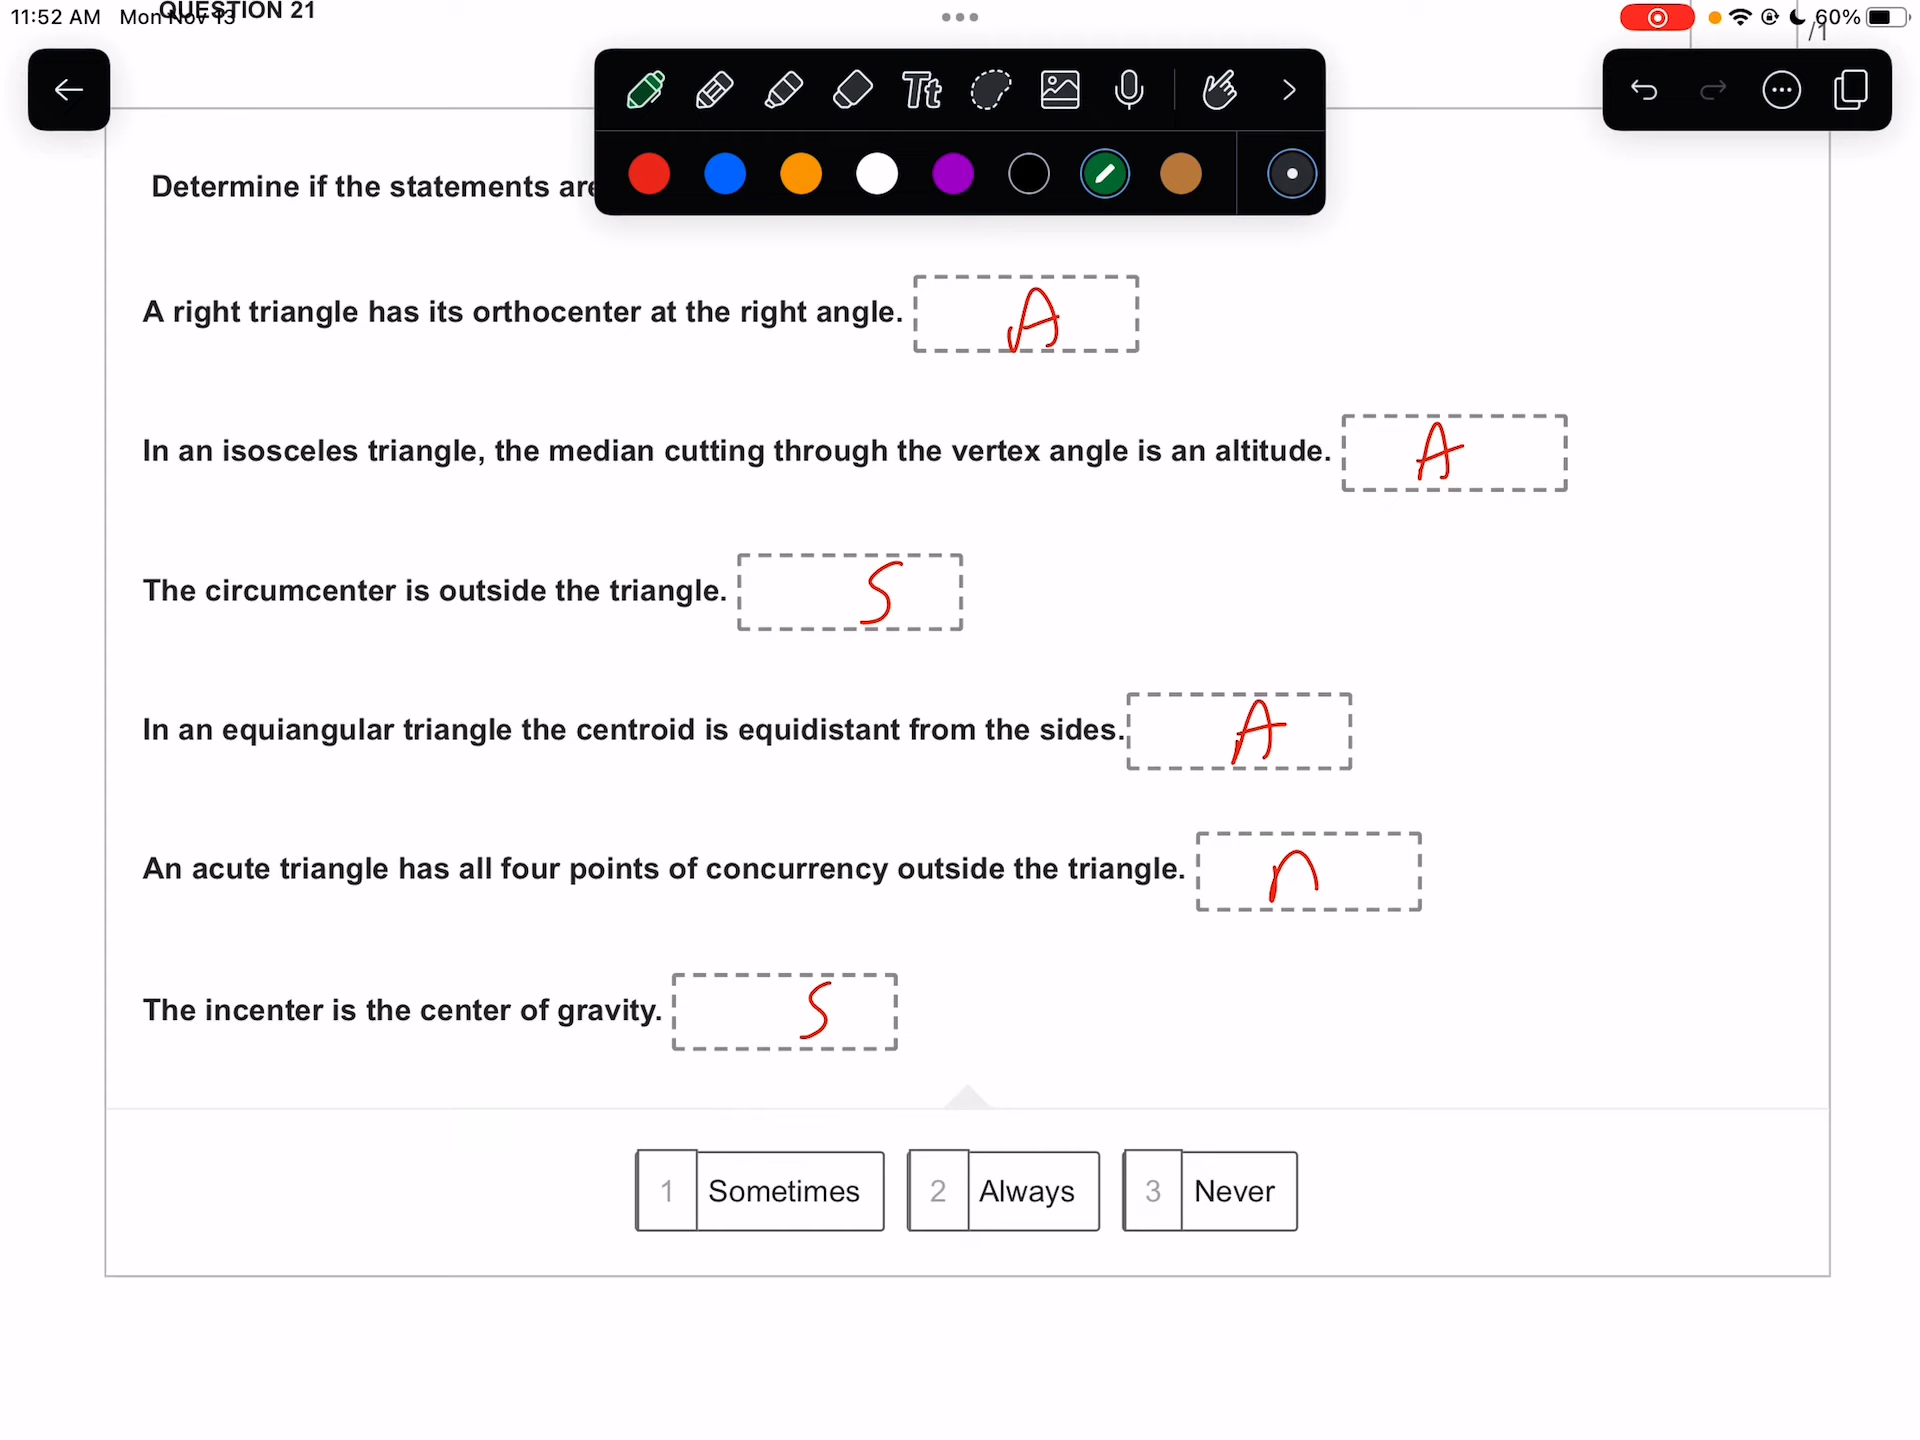 11:52 AM Mon Nov 13 QUESTION 21 60%
/1
Tt
Determine if the statements are
A right triangle has its orthocenter at the right angle. A
In an isosceles triangle, the median cutting through the vertex angle is an altitude. A
The circumcenter is outside the triangle. S
In an equiangular triangle the centroid is equidistant from the sides. A
An acute triangle has all four points of concurrency outside the triangle. n
The incenter is the center of gravity. S
1 Sometimes 2 Always 3 Never